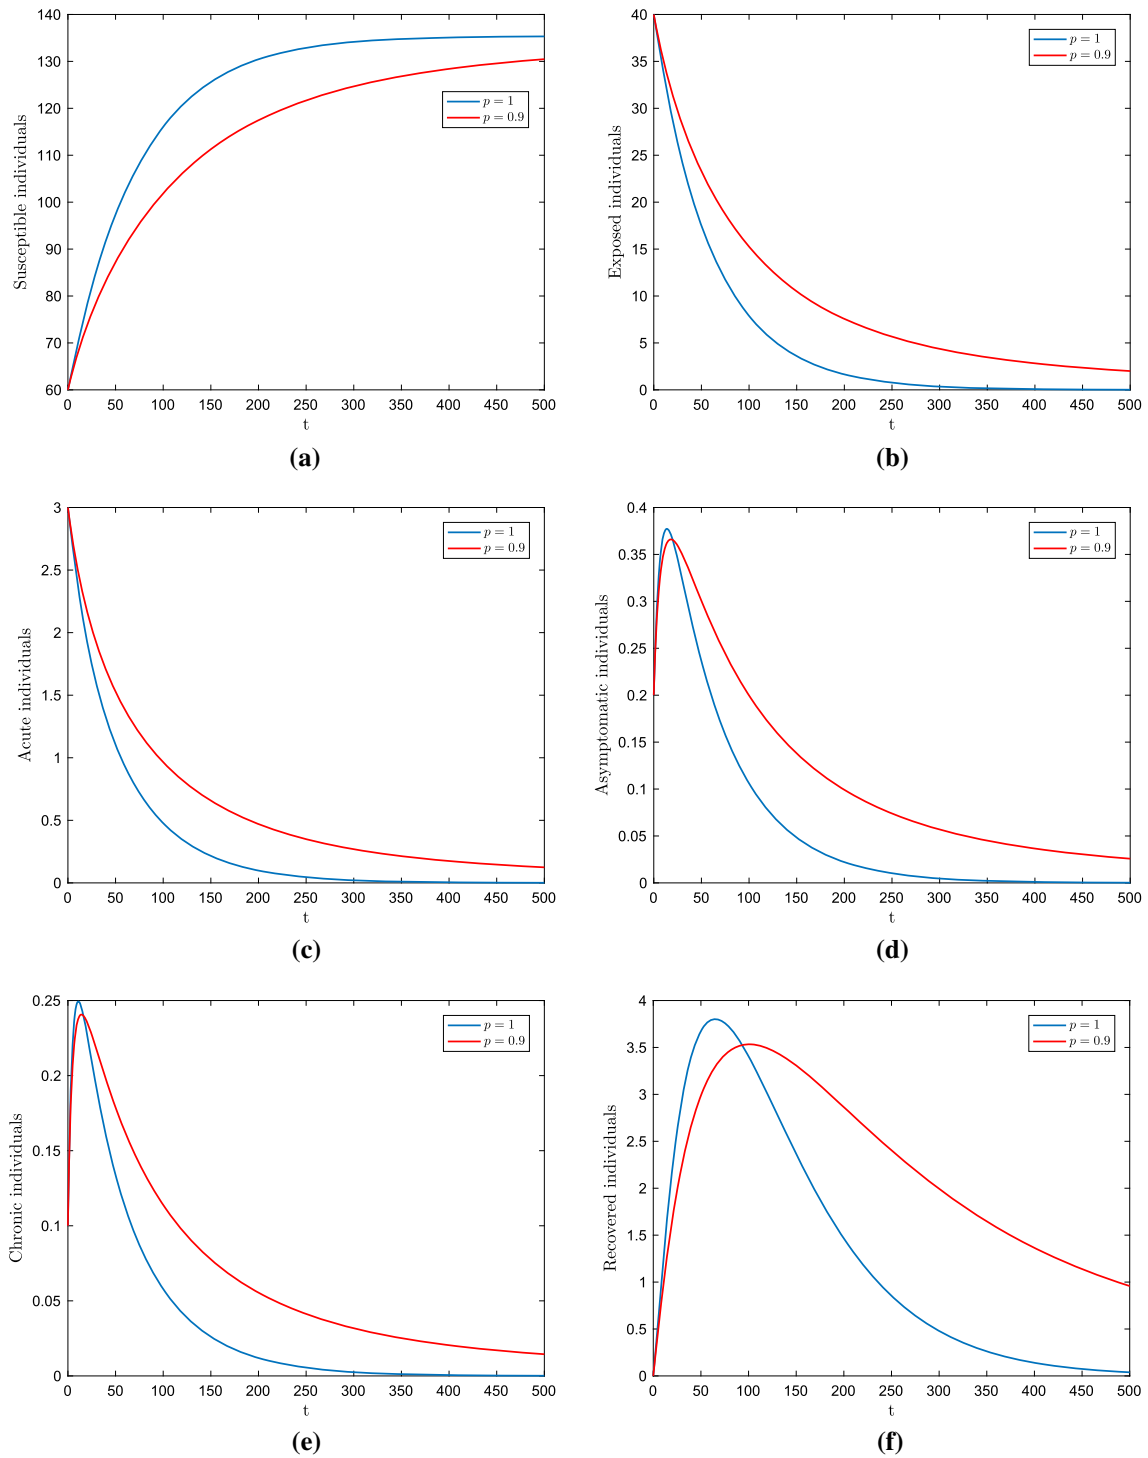 140
130
120
110
100
90
80
70
60
0 50 100 150 200 250 300 350 400 450 500
t
Susceptible individuals
p = 1
p = 0.9
(a)
40
35
30
25
20
15
10
5
0
0 50 100 150 200 250 300 350 400 450 500
t
Exposed individuals
p = 1
p = 0.9
(b)
3
2.5
2
1.5
1
0.5
0
0 50 100 150 200 250 300 350 400 450 500
t
Acute individuals
p = 1
p = 0.9
(c)
0.4
0.35
0.3
0.25
0.2
0.15
0.1
0.05
0
0 50 100 150 200 250 300 350 400 450 500
t
Asymptomatic individuals
p = 1
p = 0.9
(d)
0.25
0.2
0.15
0.1
0.05
0
0 50 100 150 200 250 300 350 400 450 500
t
Chronic individuals
p = 1
p = 0.9
(e)
4
3.5
3
2.5
2
1.5
1
0.5
0
0 50 100 150 200 250 300 350 400 450 500
t
Recovered individuals
p = 1
p = 0.9
(f)